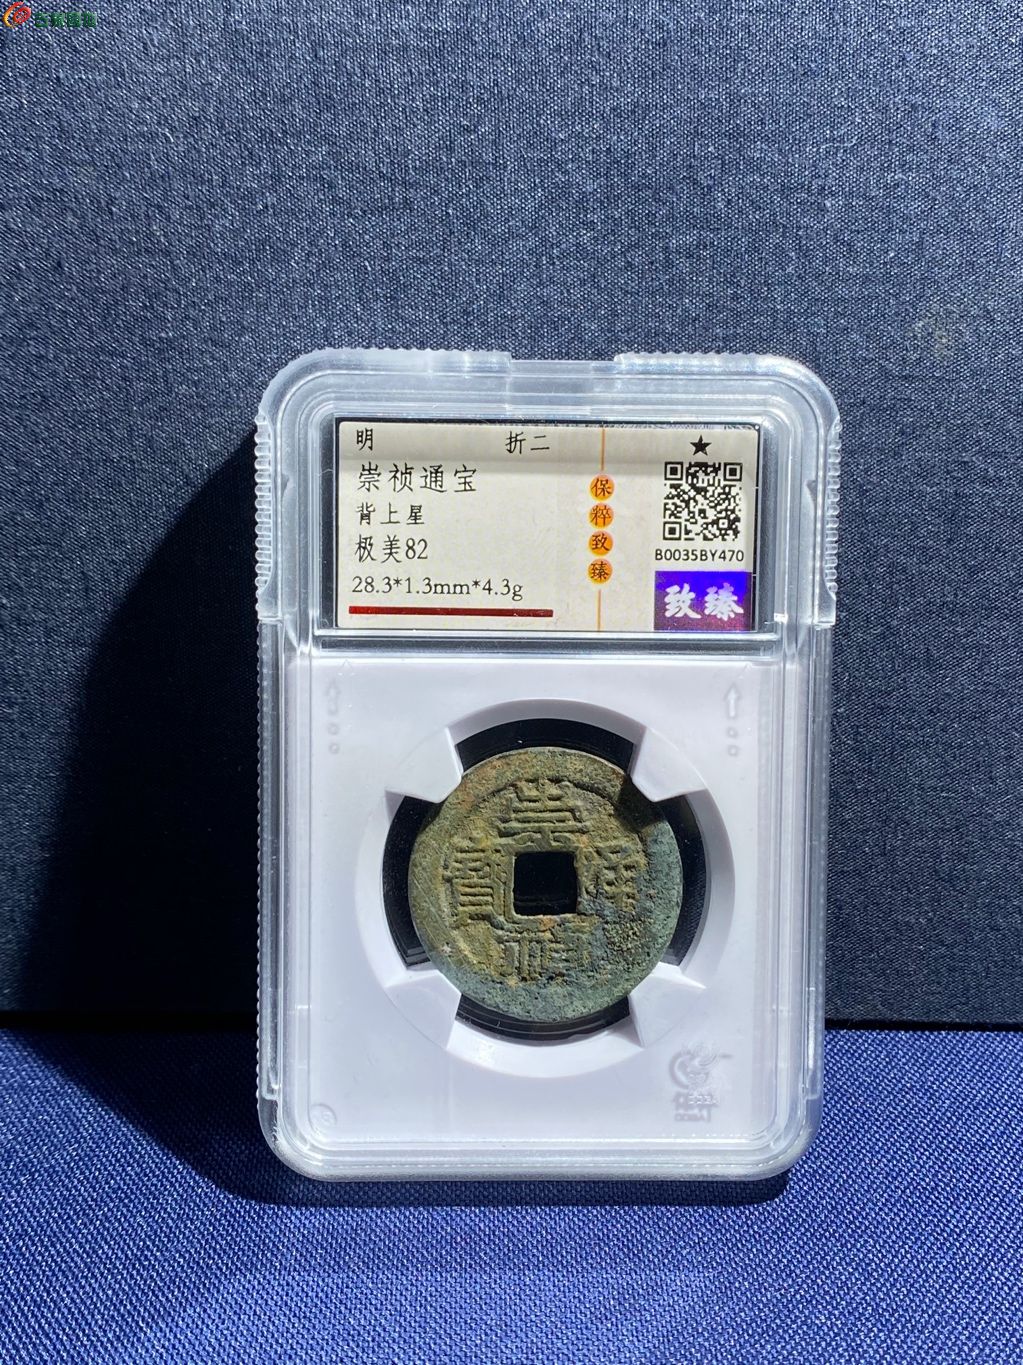 明 折二
崇祯通宝
背上星
极美82
28.3*1.3mm*4.3g
保粹致臻
B0035BY470
致臻
崇禎通寶